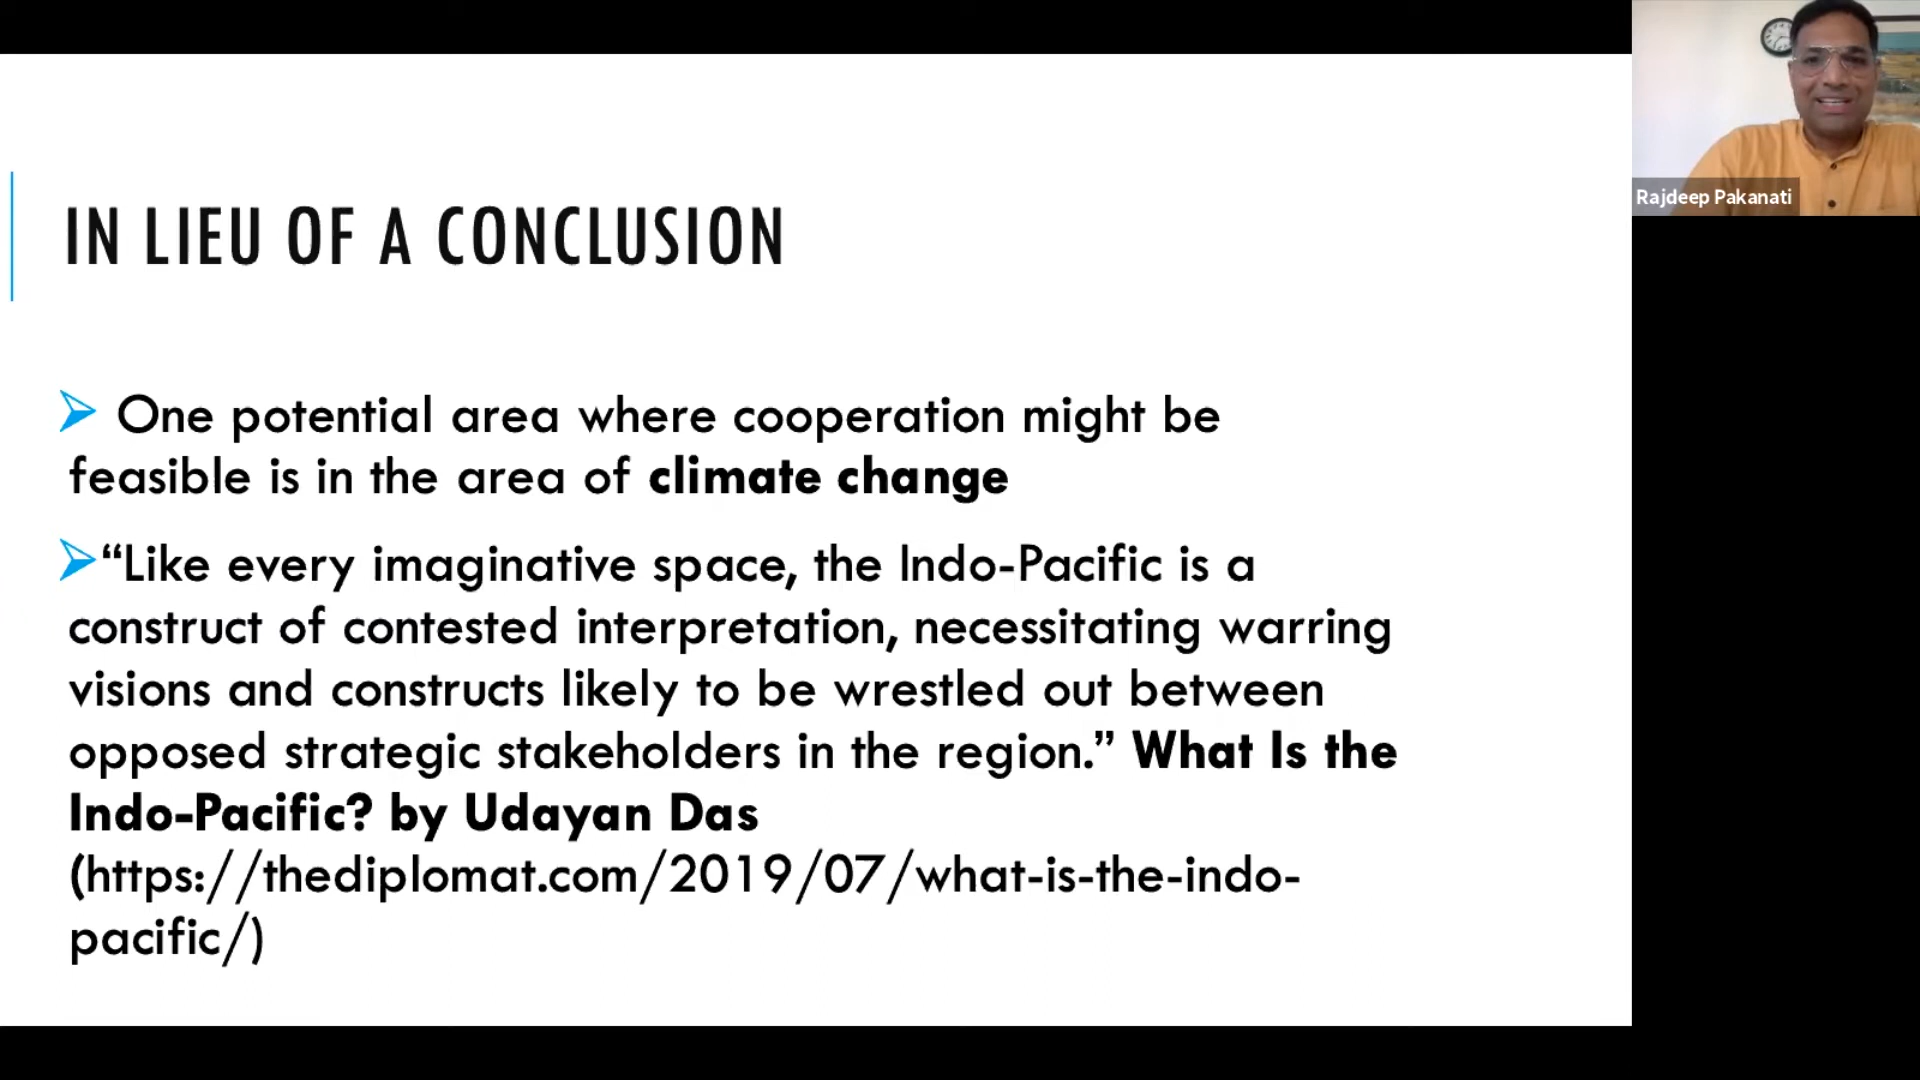 IN LIEU OF A CONCLUSION
➢ One potential area where cooperation might be
feasible is in the area of climate change
➢“Like every imaginative space, the Indo-Pacific is a
construct of contested interpretation, necessitating warring
visions and constructs likely to be wrestled out between
opposed strategic stakeholders in the region.” What Is the
Indo-Pacific? by Udayan Das
(https://thediplomat.com/2019/07/what-is-the-indo-
pacific/)
Rajdeep Pakanati